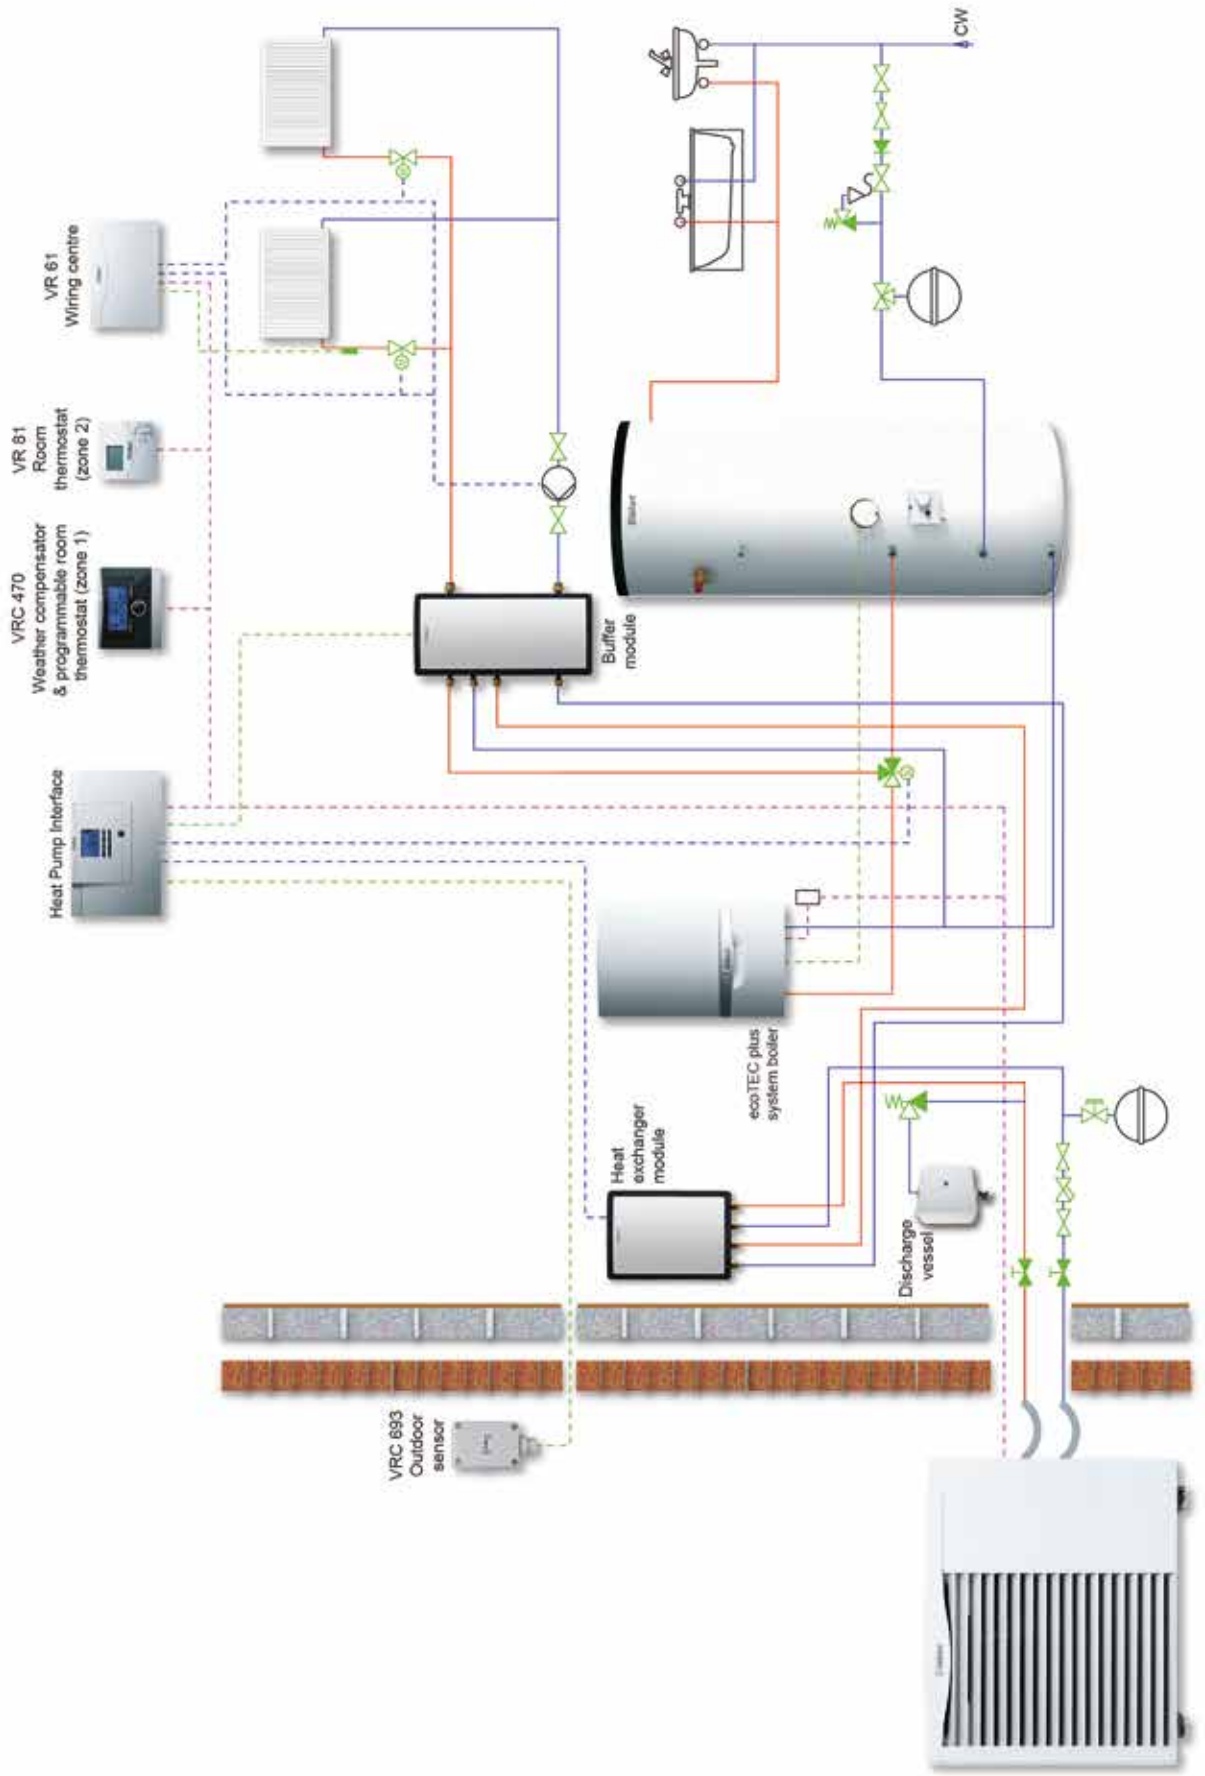 Heat Pump Interface
VRC 470
Weather compensator
& programmable room
thermostat (zone 1)
VR 81
Room
thermostat
(zone 2)
VR 61
Wiring centre
VRC 693
Outdoor
sensor
Heat
exchanger
module
ecoTEC plus
system boiler
Buffer
module
Discharge
vessel
CW